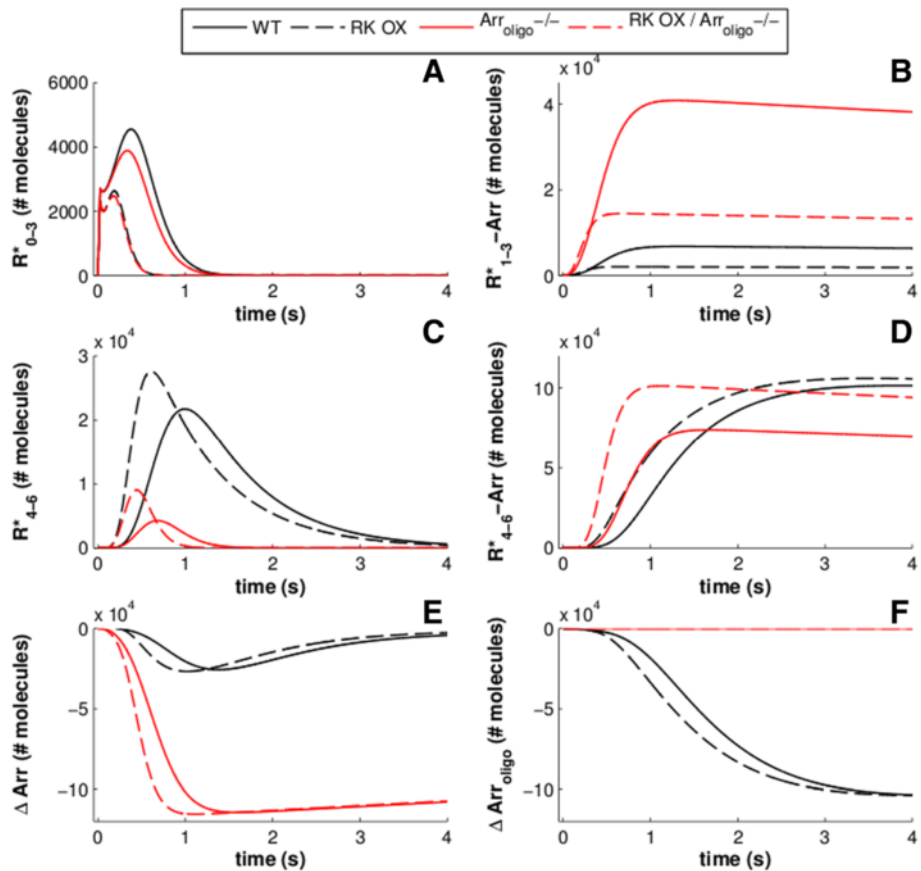 WT RK OX Arr_oligo−/− RK OX / Arr_oligo−/−
A
R*_0−3 (# molecules)
6000
4000
2000
0
0 1 2 3 4
time (s)
B
R*_1−3−Arr (# molecules)
x 10^4
4
2
0
0 1 2 3 4
time (s)
C
R*_4−6 (# molecules)
x 10^4
3
2
1
0
0 1 2 3 4
time (s)
D
R*_4−6−Arr (# molecules)
x 10^4
10
5
0
0 1 2 3 4
time (s)
E
Δ Arr (# molecules)
x 10^4
0
−5
−10
0 1 2 3 4
time (s)
F
Δ Arr_oligo (# molecules)
x 10^4
0
−5
−10
0 1 2 3 4
time (s)